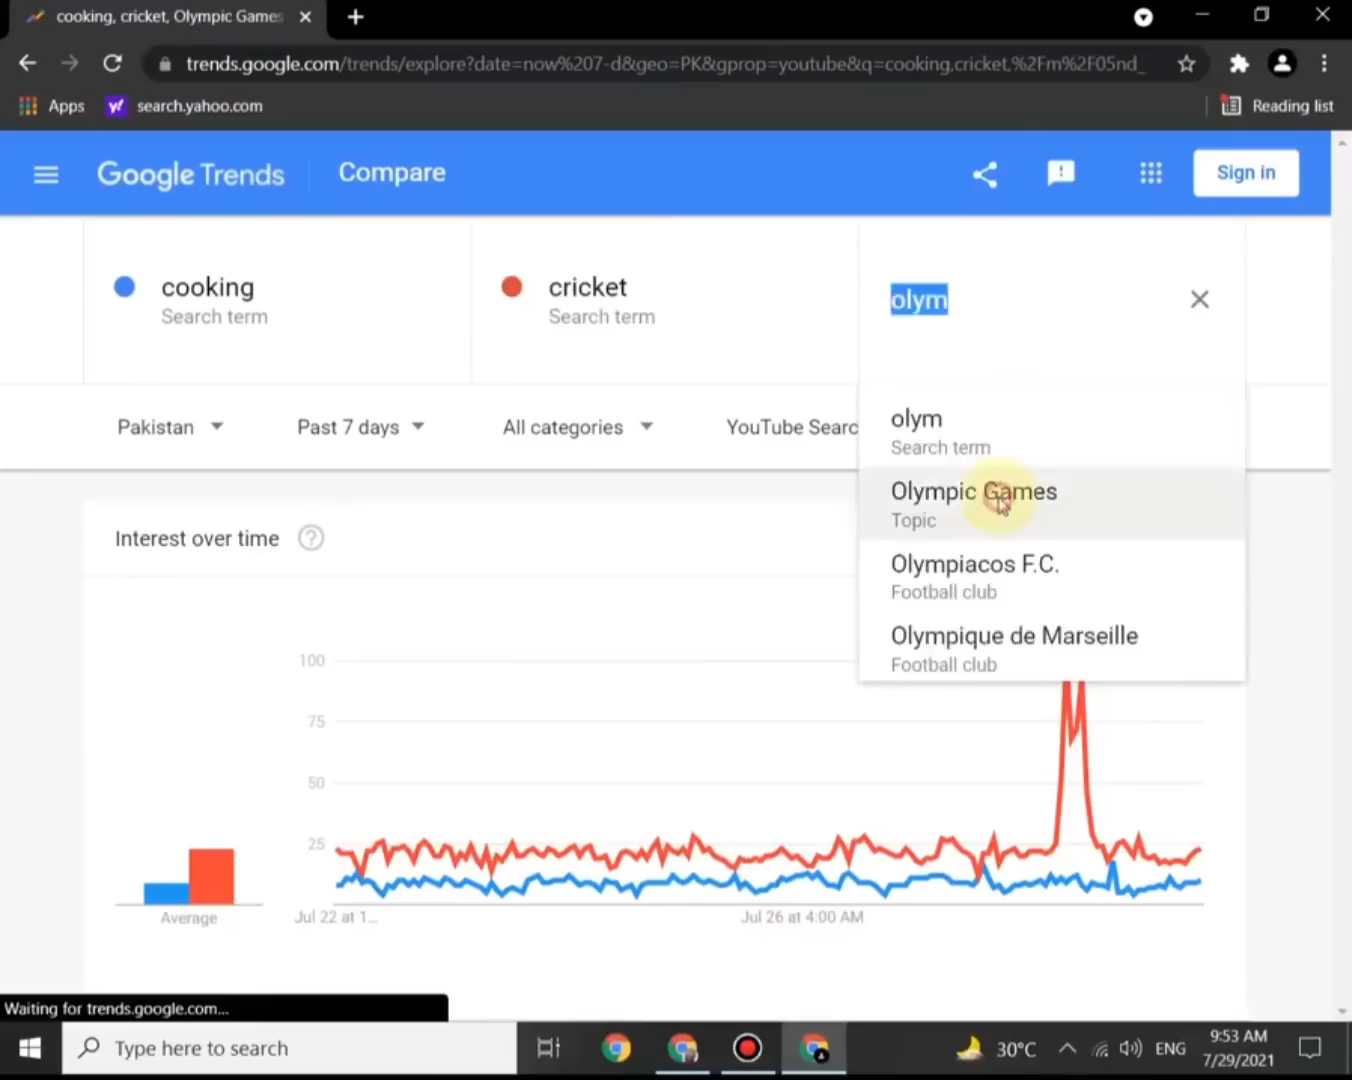 cooking, cricket, Olympic Games
trends.google.com/trends/explore?date=now%207-d&geo=PK&gprop=youtube&q=cooking,cricket,%2Fm%2F05nd_
Apps
search.yahoo.com
Reading list
Google Trends
Compare
Sign in
cooking
Search term
cricket
Search term
olym
Pakistan
Past 7 days
All categories
YouTube Searc
olym
Search term
Olympic Games
Topic
Olympiacos F.C.
Football club
Olympique de Marseille
Football club
Interest over time
100
75
50
25
Average
Jul 22 at 1...
Jul 26 at 4:00 AM
Waiting for trends.google.com...
Type here to search
30°C
ENG
9:53 AM
7/29/2021